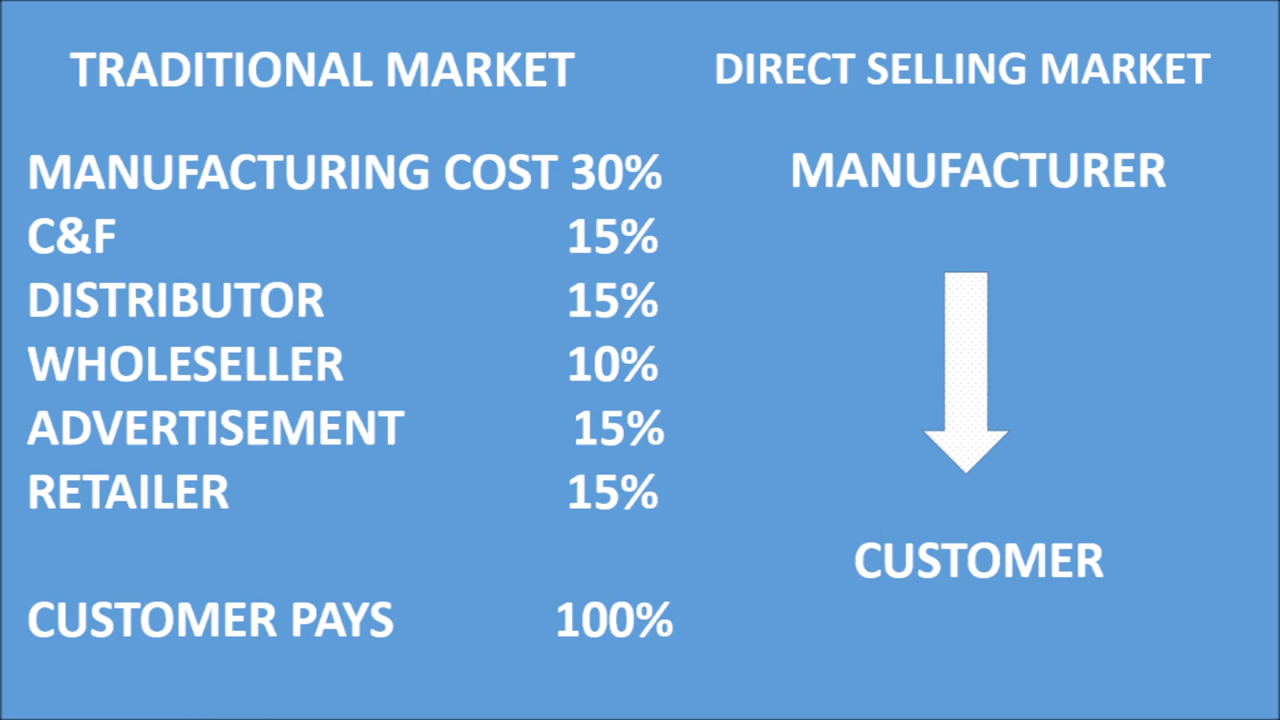 TRADITIONAL MARKET
MANUFACTURING COST 30%
C&F 15%
DISTRIBUTOR 15%
WHOLESELLER 10%
ADVERTISEMENT 15%
RETAILER 15%
CUSTOMER PAYS 100%
DIRECT SELLING MARKET
MANUFACTURER
CUSTOMER